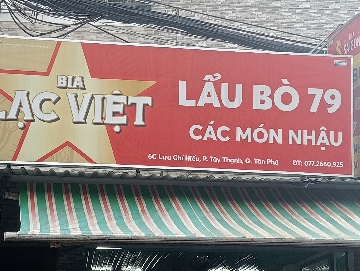 BIA
LẠC VIỆT
LẨU BÒ 79
CÁC MÓN NHẬU
6C Lưu Chí Hiếu, P. Tây Thạnh, Q. Tân Phú
ĐT: 077.2660.925